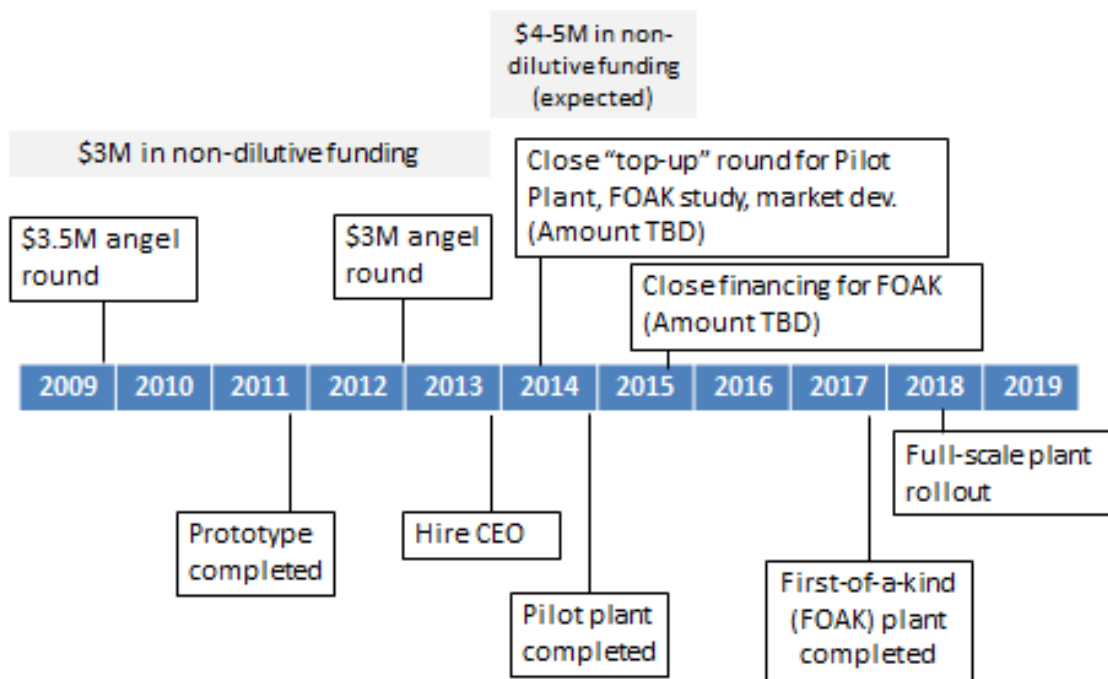 $4-5M in non-
dilutive funding
(expected)
$3M in non-dilutive funding
Close “top-up” round for Pilot
Plant, FOAK study, market dev.
(Amount TBD)
$3.5M angel
round
$3M angel
round
Close financing for FOAK
(Amount TBD)
2009 2010 2011 2012 2013 2014 2015 2016 2017 2018 2019
Full-scale plant
rollout
Prototype
completed
Hire CEO
Pilot plant
completed
First-of-a-kind
(FOAK) plant
completed